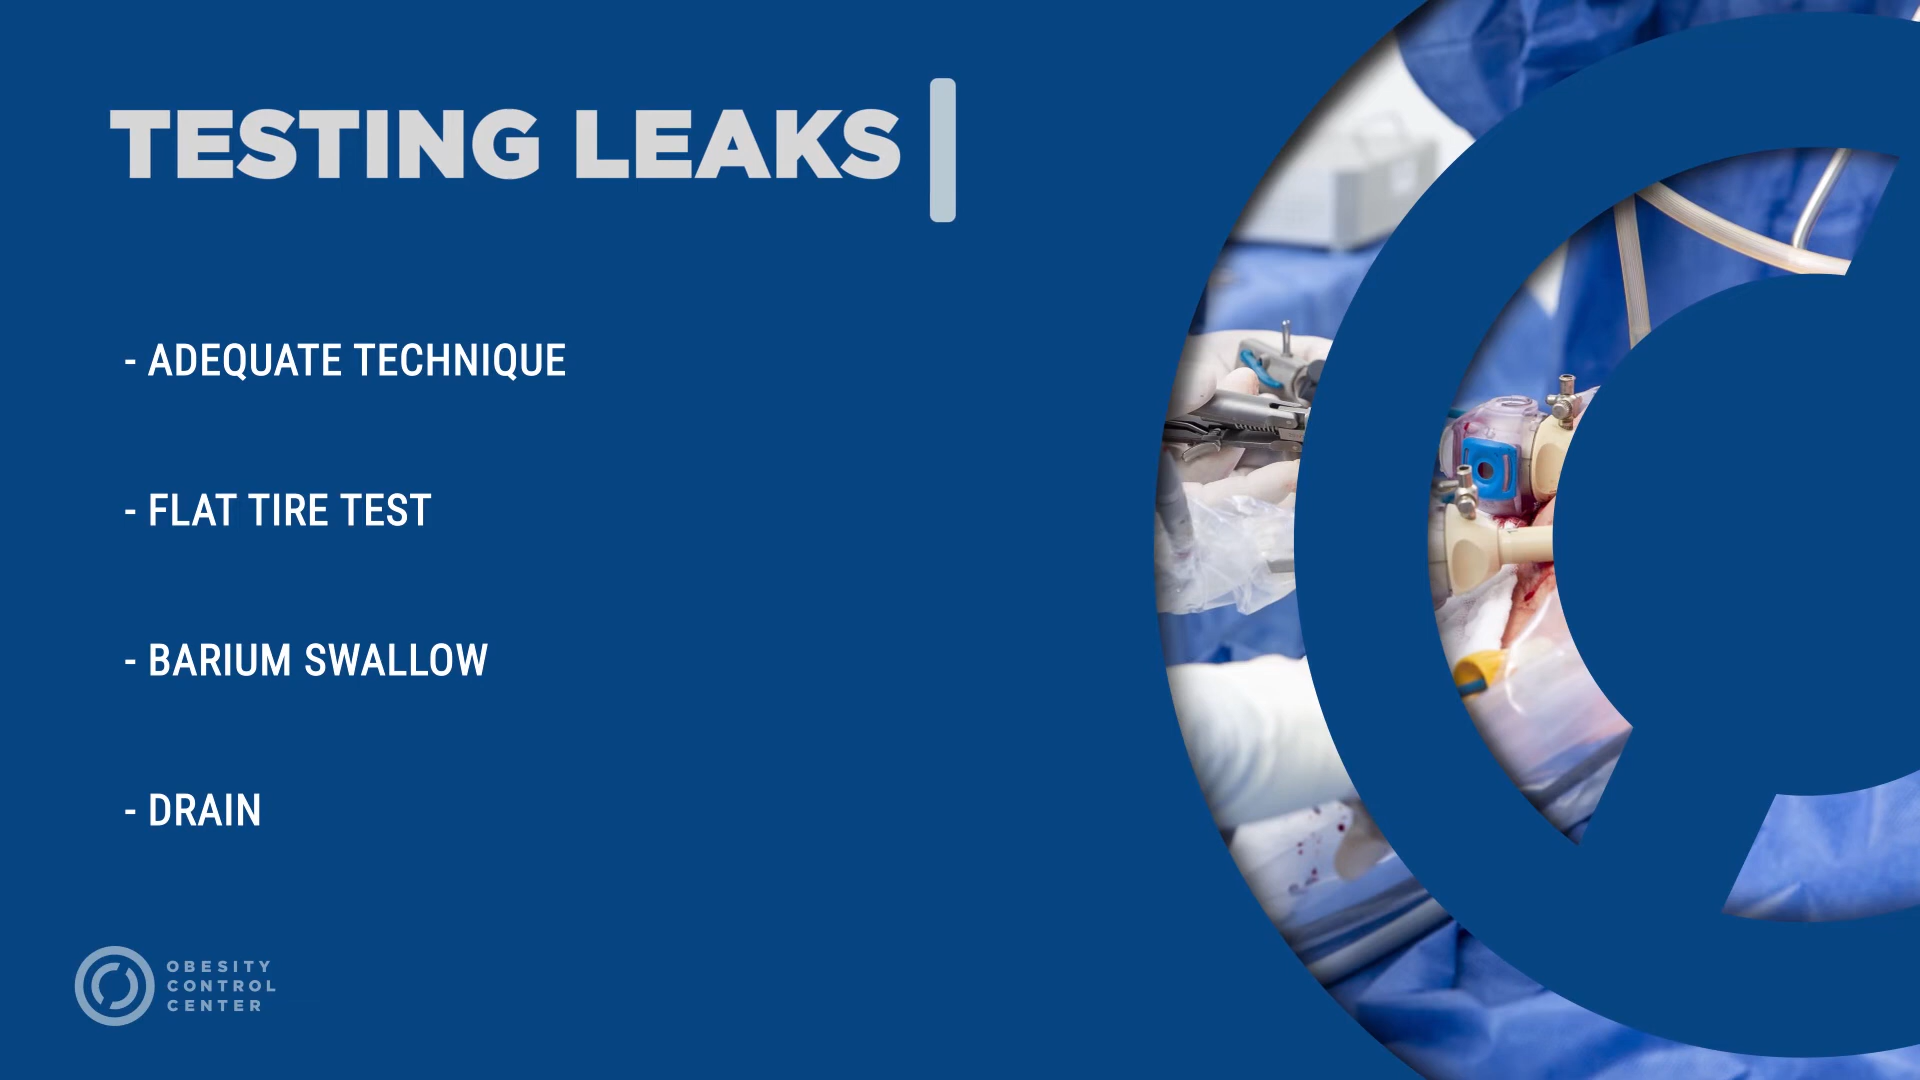 TESTING LEAKS
- ADEQUATE TECHNIQUE
- FLAT TIRE TEST
- BARIUM SWALLOW
- DRAIN
OBESITY
CONTROL
CENTER